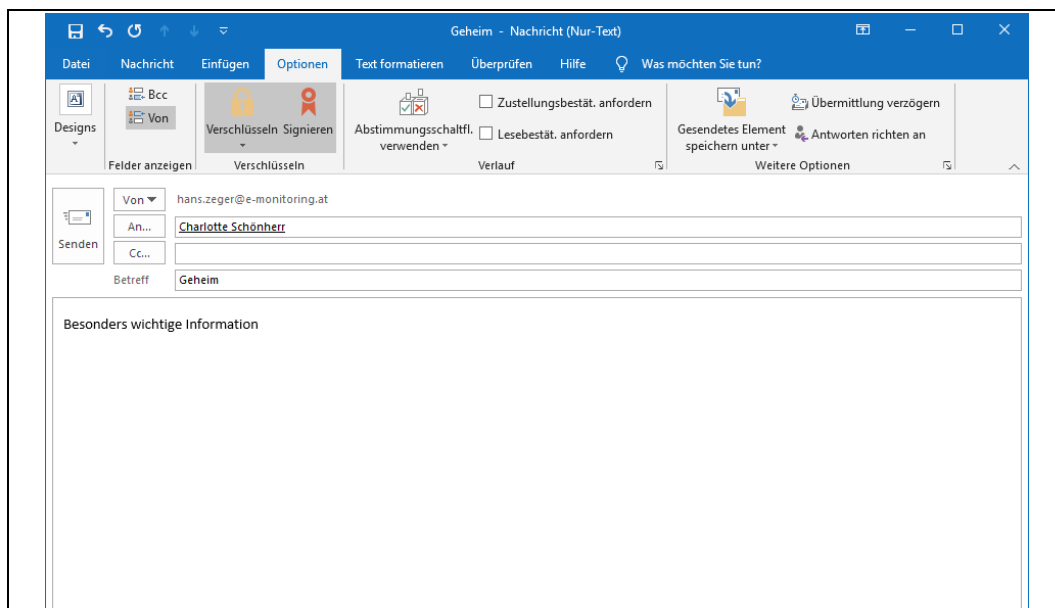 Geheim - Nachricht (Nur-Text)
Datei Nachricht Einfügen Optionen Text formatieren Überprüfen Hilfe Was möchten Sie tun?
Designs
Bcc
Von
Felder anzeigen
Verschlüsseln Signieren
Verschlüsseln
Abstimmungsschaltfl.
verwenden
Zustellungsbestät. anfordern
Lesebestät. anfordern
Verlauf
Gesendetes Element
speichern unter
Übermittlung verzögern
Antworten richten an
Weitere Optionen
Senden
Von hans.zeger@e-monitoring.at
An... Charlotte Schönherr
Cc...
Betreff Geheim
Besonders wichtige Information